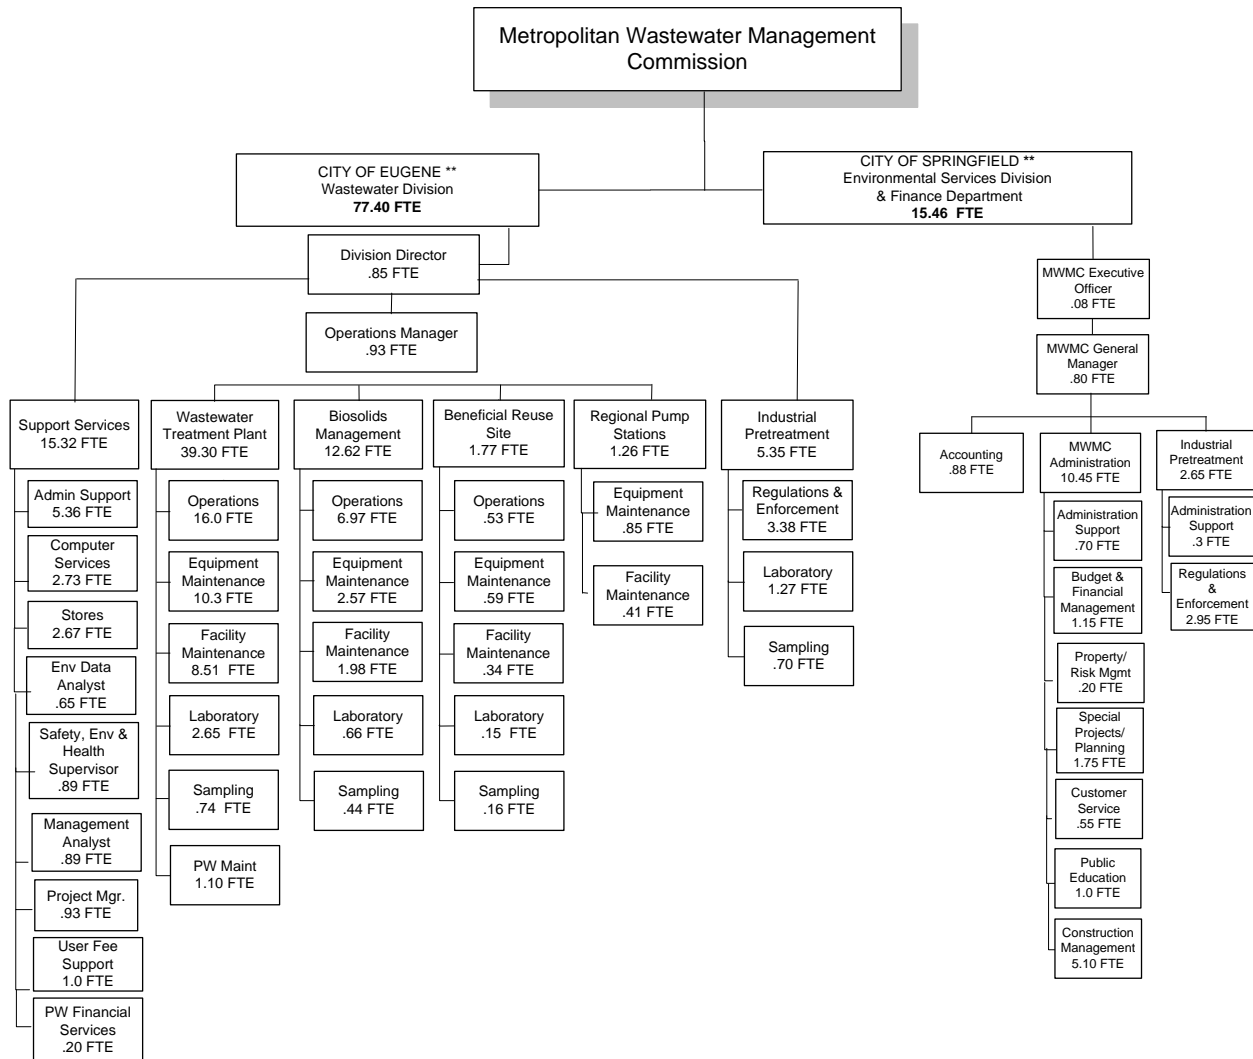 Metropolitan Wastewater Management
Commission
CITY OF EUGENE **
Wastewater Division
77.40 FTE
CITY OF SPRINGFIELD **
Environmental Services Division
& Finance Department
15.46 FTE
Division Director
.85 FTE
Operations Manager
.93 FTE
MWMC Executive
Officer
.08 FTE
MWMC General
Manager
.80 FTE
Support Services
15.32 FTE
Admin Support
5.36 FTE
Computer
Services
2.73 FTE
Stores
2.67 FTE
Env Data
Analyst
.65 FTE
Safety, Env &
Health
Supervisor
.89 FTE
Management
Analyst
.89 FTE
Project Mgr.
.93 FTE
User Fee
Support
1.0 FTE
PW Financial
Services
.20 FTE
Wastewater
Treatment Plant
39.30 FTE
Operations
16.0 FTE
Equipment
Maintenance
10.3 FTE
Facility
Maintenance
8.51 FTE
Laboratory
2.65 FTE
Sampling
.74 FTE
PW Maint
1.10 FTE
Biosolids
Management
12.62 FTE
Operations
6.97 FTE
Equipment
Maintenance
2.57 FTE
Facility
Maintenance
1.98 FTE
Laboratory
.66 FTE
Sampling
.44 FTE
Beneficial Reuse
Site
1.77 FTE
Operations
.53 FTE
Equipment
Maintenance
.59 FTE
Facility
Maintenance
.34 FTE
Laboratory
.15 FTE
Sampling
.16 FTE
Regional Pump
Stations
1.26 FTE
Equipment
Maintenance
.85 FTE
Facility
Maintenance
.41 FTE
Industrial
Pretreatment
5.35 FTE
Regulations &
Enforcement
3.38 FTE
Laboratory
1.27 FTE
Sampling
.70 FTE
Accounting
.88 FTE
MWMC
Administration
10.45 FTE
Administration
Support
.70 FTE
Budget &
Financial
Management
1.15 FTE
Property/
Risk Mgmt
.20 FTE
Special
Projects/
Planning
1.75 FTE
Customer
Service
.55 FTE
Public
Education
1.0 FTE
Construction
Management
5.10 FTE
Industrial
Pretreatment
2.65 FTE
Administration
Support
.3 FTE
Regulations
&
Enforcement
2.95 FTE